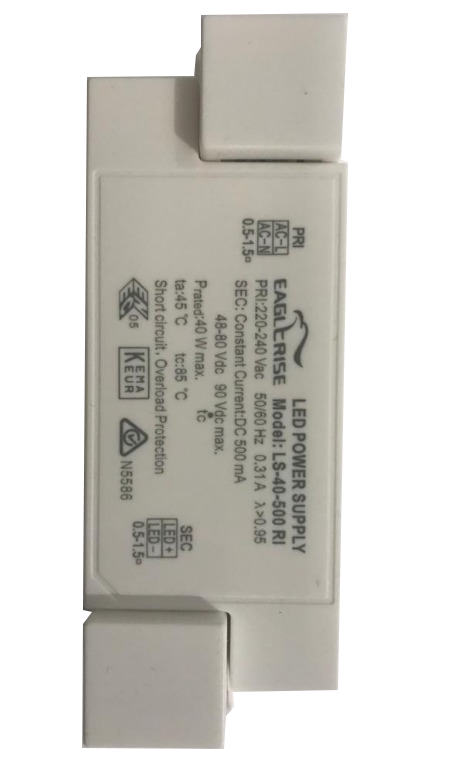 PRI
AC-L
AC-N
0.5-1.5¤
EAGLERISE
LED POWER SUPPLY
Model: LS-40-500 RI
PRI:220-240 Vac 50/60 Hz 0.31A λ>0.95
SEC: Constant Current:DC 500 mA
48-80 Vdc 90 Vdc max.
Prated:40 W max.
tc
ta:45 °C tc:85 °C
Short circuit , Overload Protection
05
KEMA
KEUR
N5586
SEC
LED+
LED-
0.5-1.5¤